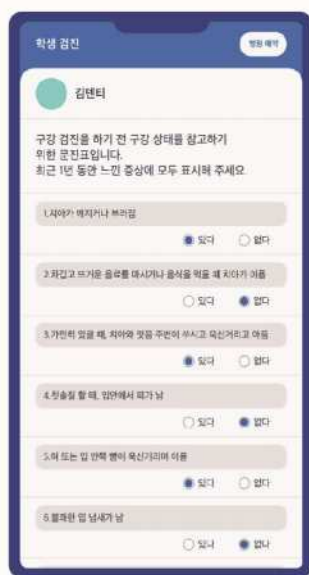 학생 검진
병원 예약
김덴티
구강 검진을 하기 전 구강 상태를 참고하기
위한 문진표입니다.
최근 1년 동안 느낀 증상에 모두 표시해 주세요
1.치아가 깨지거나 부러짐
있다 없다
2.차갑고 뜨거운 음료를 마시거나 음식을 먹을 때 치아가 아픔
있다 없다
3.가만히 있을 때, 치아와 잇몸 주변이 쑤시고 욱신거리고 아픔
있다 없다
4.칫솔질 할 때, 입안에서 피가 남
있다 없다
5.혀 또는 입 안쪽 뺨이 욱신거리며 아픔
있다 없다
6.불쾌한 입 냄새가 남
있다 없다